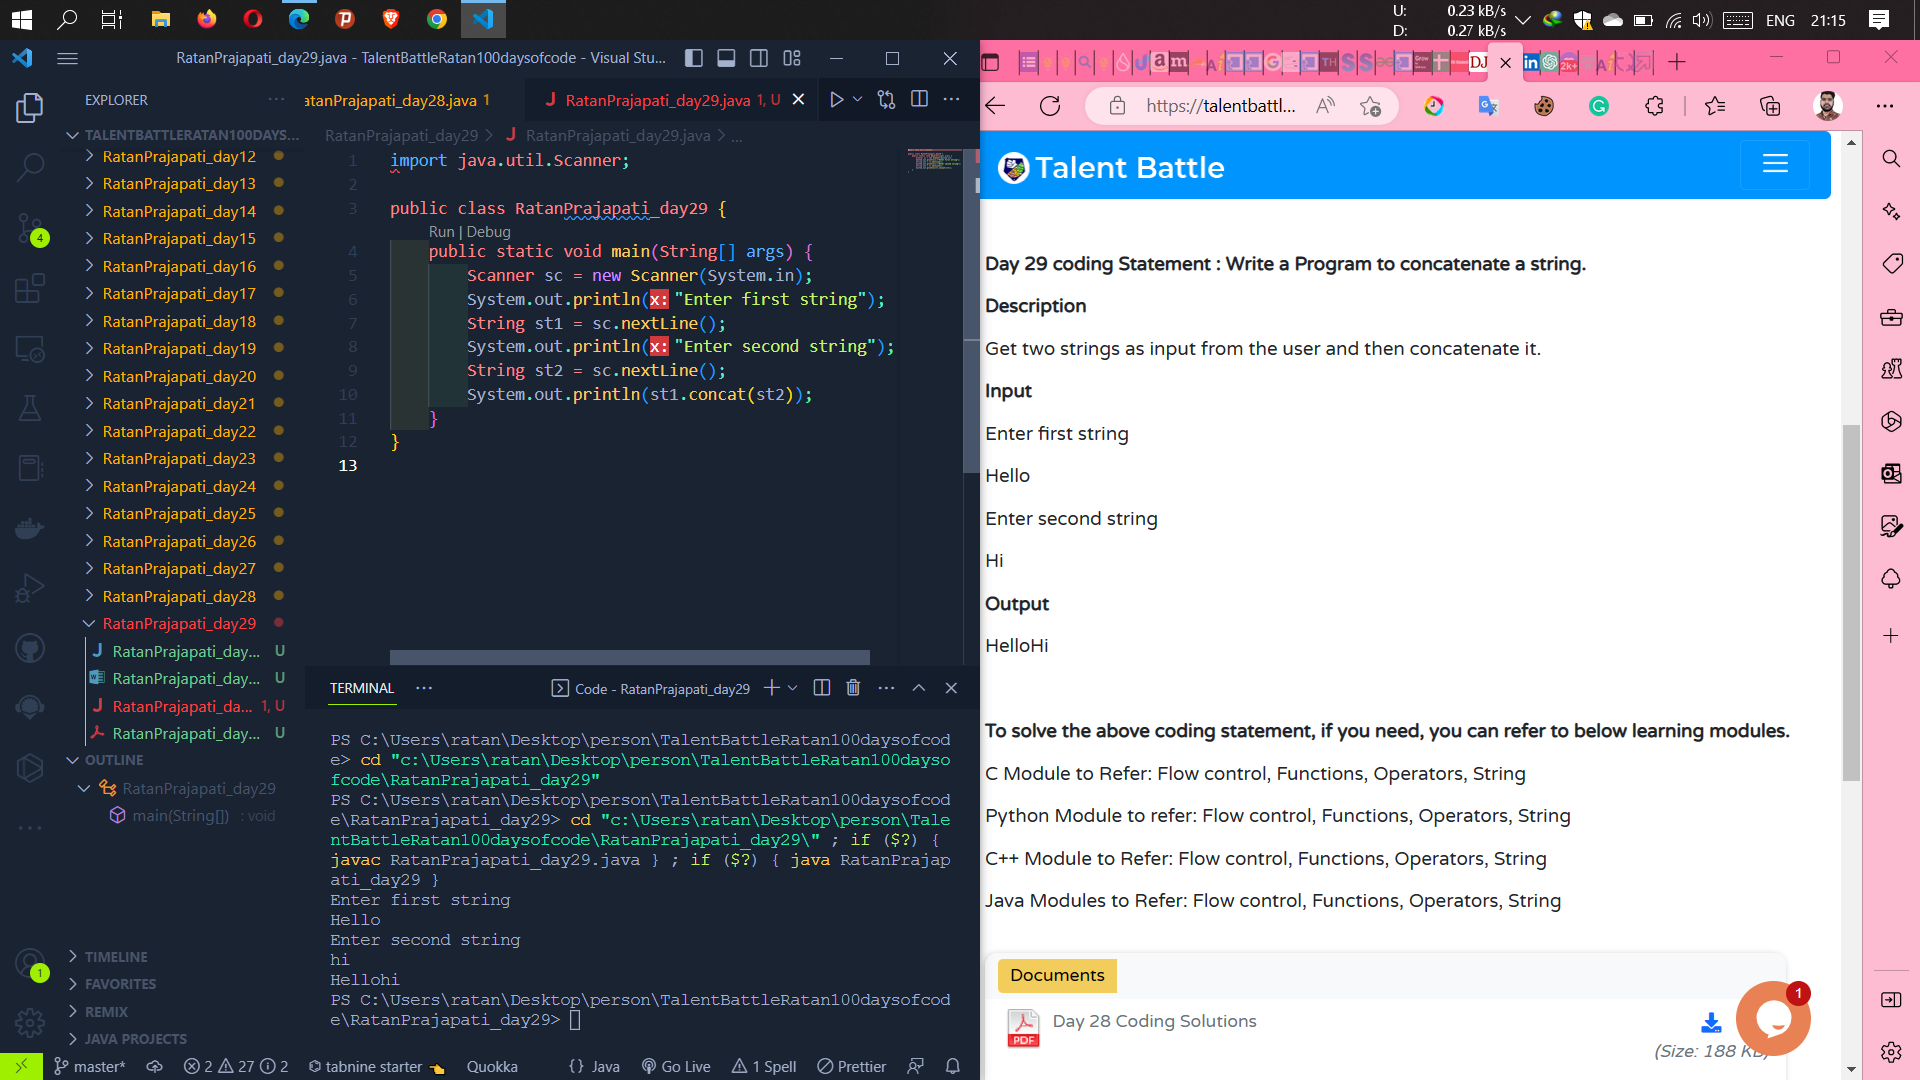 U: 0.23 kB/s
D: 0.27 kB/s
ENG 21:15
RatanPrajapati_day29.java - TalentBattleRatan100daysofcode - Visual Stu...
EXPLORER
TALENTBATTLERATAN100DAYS...
RatanPrajapati_day12
RatanPrajapati_day13
RatanPrajapati_day14
RatanPrajapati_day15
RatanPrajapati_day16
RatanPrajapati_day17
RatanPrajapati_day18
RatanPrajapati_day19
RatanPrajapati_day20
RatanPrajapati_day21
RatanPrajapati_day22
RatanPrajapati_day23
RatanPrajapati_day24
RatanPrajapati_day25
RatanPrajapati_day26
RatanPrajapati_day27
RatanPrajapati_day28
RatanPrajapati_day29
RatanPrajapati_day... U
RatanPrajapati_day... U
RatanPrajapati_da... 1, U
RatanPrajapati_day... U
OUTLINE
RatanPrajapati_day29
main(String[]) : void
TIMELINE
FAVORITES
REMIX
JAVA PROJECTS
4
1
atanPrajapati_day28.java 1
J RatanPrajapati_day29.java 1, U
RatanPrajapati_day29 > J RatanPrajapati_day29.java > ...
1 import java.util.Scanner;
2
3 public class RatanPrajapati_day29 {
Run | Debug
4 public static void main(String[] args) {
5 Scanner sc = new Scanner(System.in);
6 System.out.println(x: "Enter first string");
7 String st1 = sc.nextLine();
8 System.out.println(x: "Enter second string");
9 String st2 = sc.nextLine();
10 System.out.println(st1.concat(st2));
11 }
12 }
13
TERMINAL ... Code - RatanPrajapati_day29
PS C:\Users\ratan\Desktop\person\TalentBattleRatan100daysofcod
e> cd "c:\Users\ratan\Desktop\person\TalentBattleRatan100dayso
fcode\RatanPrajapati_day29"
PS C:\Users\ratan\Desktop\person\TalentBattleRatan100daysofcod
e\RatanPrajapati_day29> cd "c:\Users\ratan\Desktop\person\Tale
ntBattleRatan100daysofcode\RatanPrajapati_day29\" ; if ($?) {
javac RatanPrajapati_day29.java } ; if ($?) { java RatanPrajap
ati_day29 }
Enter first string
Hello
Enter second string
hi
Hellohi
PS C:\Users\ratan\Desktop\person\TalentBattleRatan100daysofcod
e\RatanPrajapati_day29>
master* 2 27 2 tabnine starter Quokka {} Java Go Live 1 Spell Prettier
DJ
https://talentbattl...
Talent Battle
Day 29 coding Statement : Write a Program to concatenate a string.
Description
Get two strings as input from the user and then concatenate it.
Input
Enter first string
Hello
Enter second string
Hi
Output
HelloHi
To solve the above coding statement, if you need, you can refer to below learning modules.
C Module to Refer: Flow control, Functions, Operators, String
Python Module to refer: Flow control, Functions, Operators, String
C++ Module to Refer: Flow control, Functions, Operators, String
Java Modules to Refer: Flow control, Functions, Operators, String
Documents
PDF Day 28 Coding Solutions
(Size: 188 KB)
1